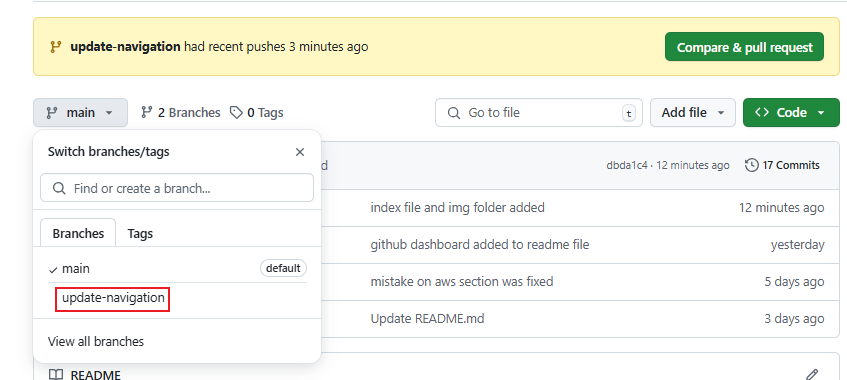 update-navigation had recent pushes 3 minutes ago
Compare & pull request
main
2 Branches
0 Tags
Go to file
t
Add file
Code
Switch branches/tags
Find or create a branch...
Branches
Tags
main
default
update-navigation
View all branches
dbda1c4 · 12 minutes ago
17 Commits
index file and img folder added
12 minutes ago
github dashboard added to readme file
yesterday
mistake on aws section was fixed
5 days ago
Update README.md
3 days ago
README